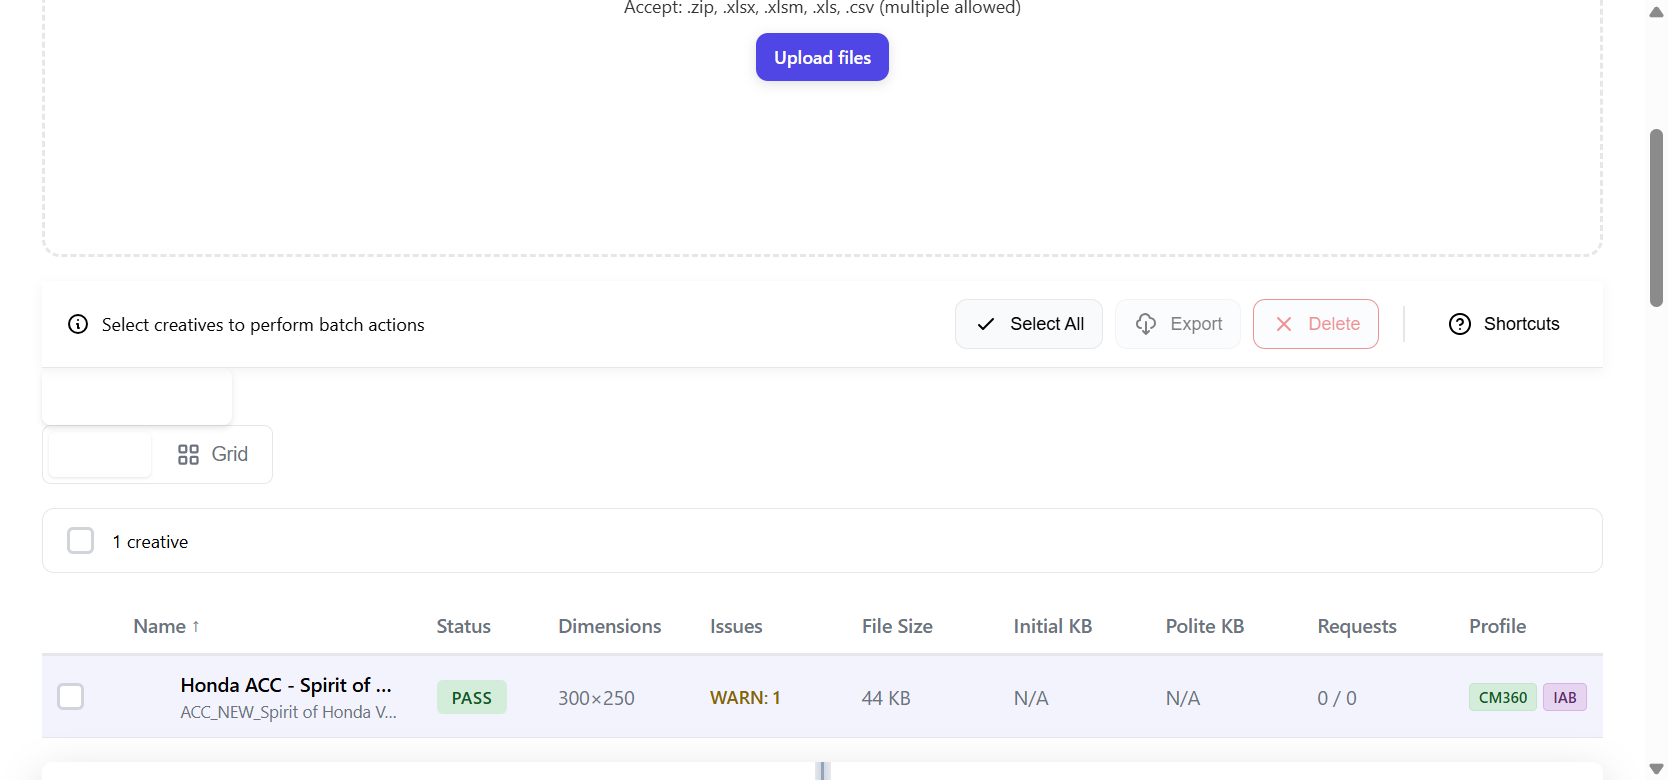 Accept: .zip, .xlsx, .xlsm, .xls, .csv (multiple allowed)
Upload files
Select creatives to perform batch actions
Select All
Export
Delete
Shortcuts
Grid
1 creative
Name ↑ Status Dimensions Issues File Size Initial KB Polite KB Requests Profile
Honda ACC - Spirit of ...
ACC_NEW_Spirit of Honda V...
PASS 300×250 WARN: 1 44 KB N/A N/A 0 / 0 CM360 IAB